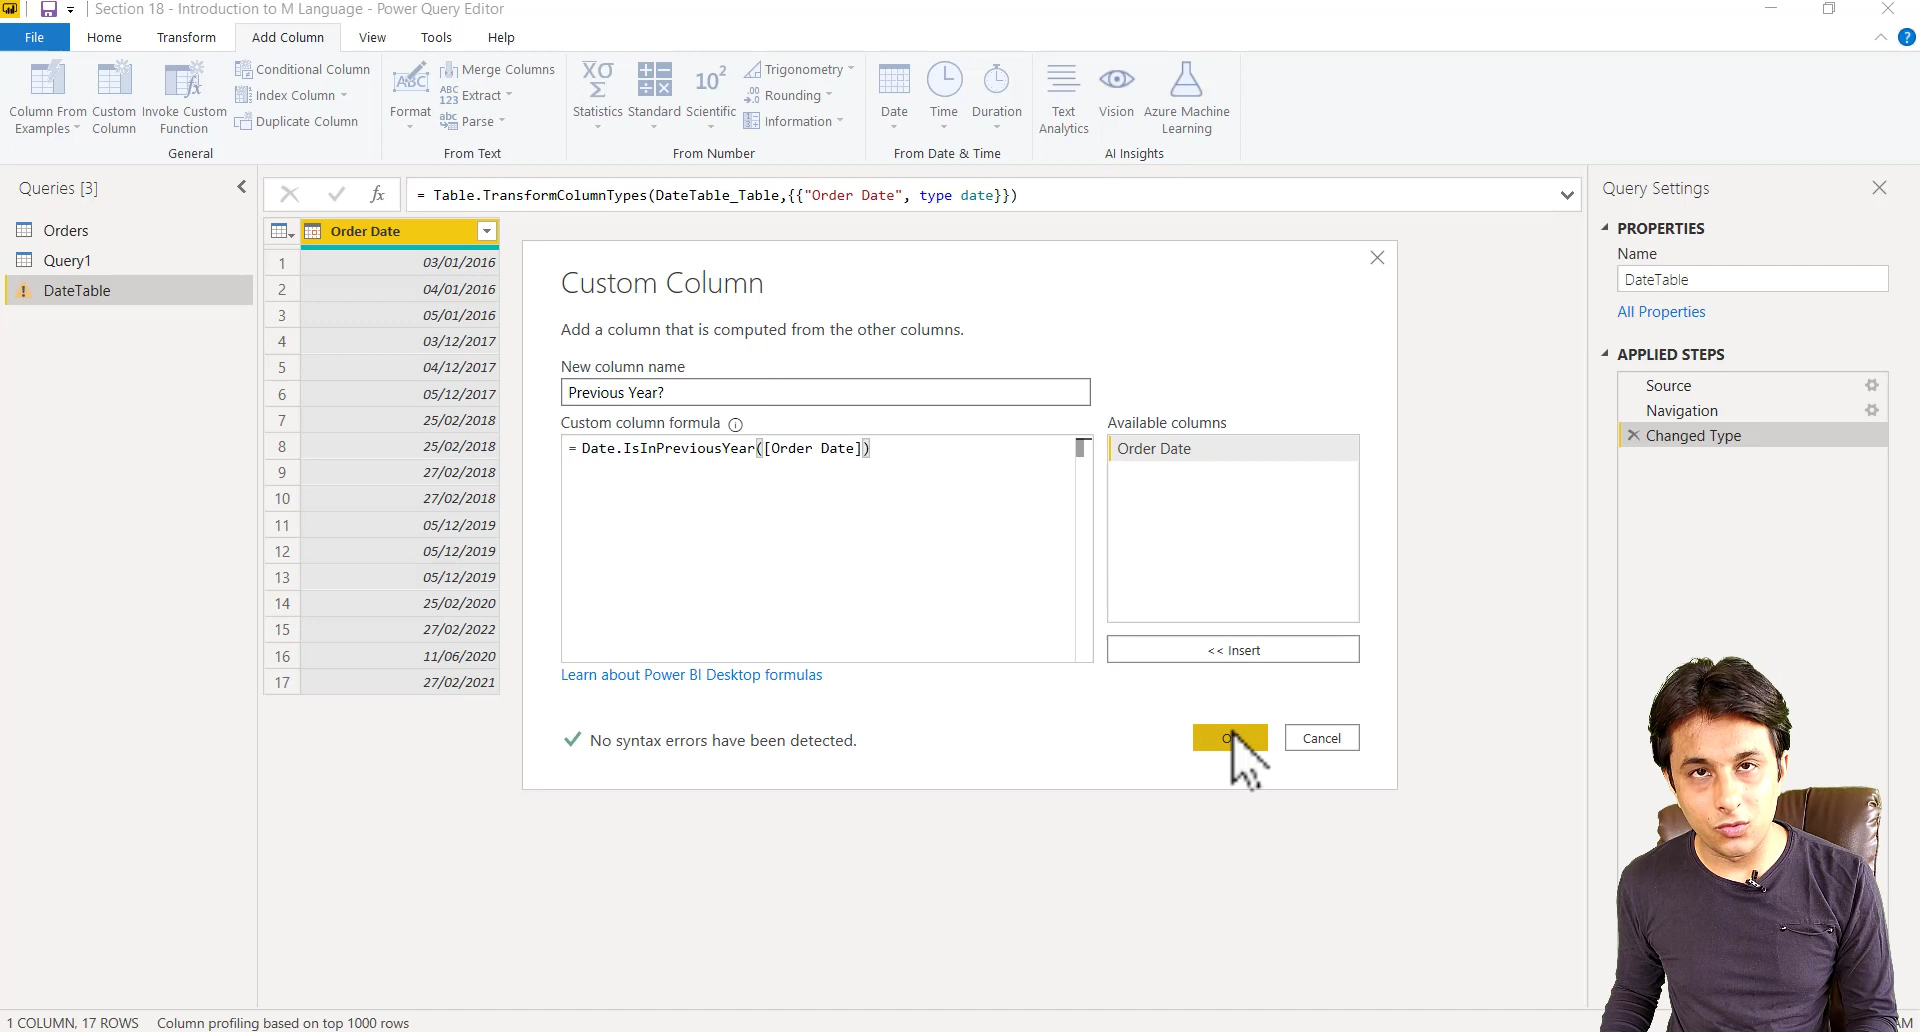 Section 18 - Introduction to M Language - Power Query Editor
File Home Transform Add Column View Tools Help
Column From Examples
Custom Column
Invoke Custom Function
Conditional Column
Index Column
Duplicate Column
General
ABC
Format
Merge Columns
ABC 123 Extract
abc Parse
From Text
XΣ
Statistics
Standard
10²
Scientific
Trigonometry
.00 Rounding
Information
From Number
Date
Time
Duration
From Date & Time
Text Analytics
Vision
Azure Machine Learning
AI Insights
Queries [3]
Orders
Query1
DateTable
fx
= Table.TransformColumnTypes(DateTable_Table,{{"Order Date", type date}})
Order Date
1 03/01/2016
2 04/01/2016
3 05/01/2016
4 03/12/2017
5 04/12/2017
6 05/12/2017
7 25/02/2018
8 25/02/2018
9 27/02/2018
10 27/02/2018
11 05/12/2019
12 05/12/2019
13 05/12/2019
14 25/02/2020
15 27/02/2022
16 11/06/2020
17 27/02/2021
Custom Column
Add a column that is computed from the other columns.
New column name
Previous Year?
Custom column formula
= Date.IsInPreviousYear([Order Date])
Available columns
Order Date
<< Insert
Learn about Power BI Desktop formulas
No syntax errors have been detected.
Cancel
Query Settings
PROPERTIES
Name
DateTable
All Properties
APPLIED STEPS
Source
Navigation
Changed Type
1 COLUMN, 17 ROWS Column profiling based on top 1000 rows